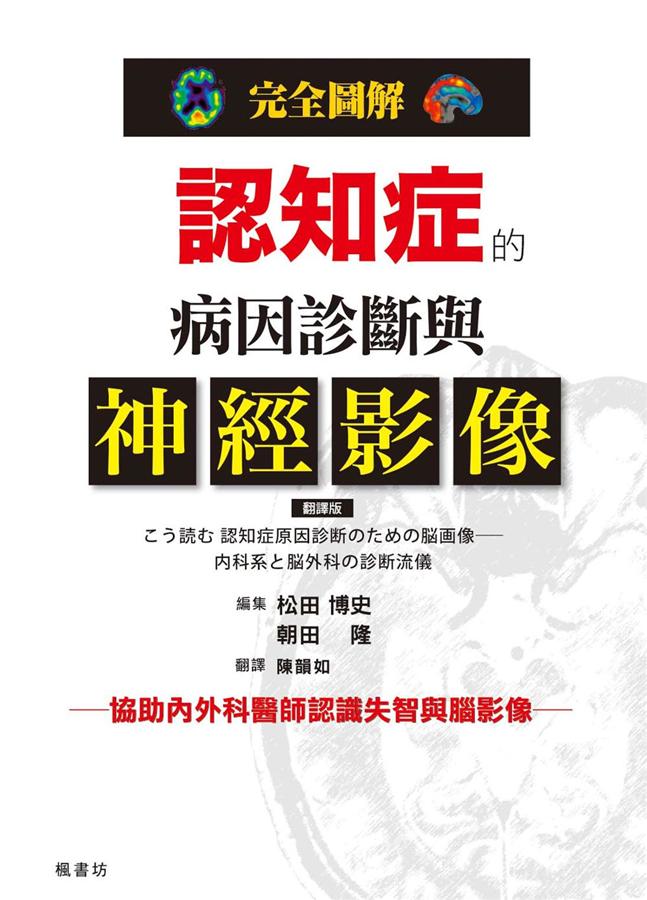 完全圖解
認知症的
病因診斷與
神經影像
翻譯版
こう読む 認知症原因診断のための脳画像──
内科系と脳外科の診断流儀
編集 松田 博史
朝田 隆
翻譯 陳韻如
──協助內外科醫師認識失智與腦影像──
楓書坊